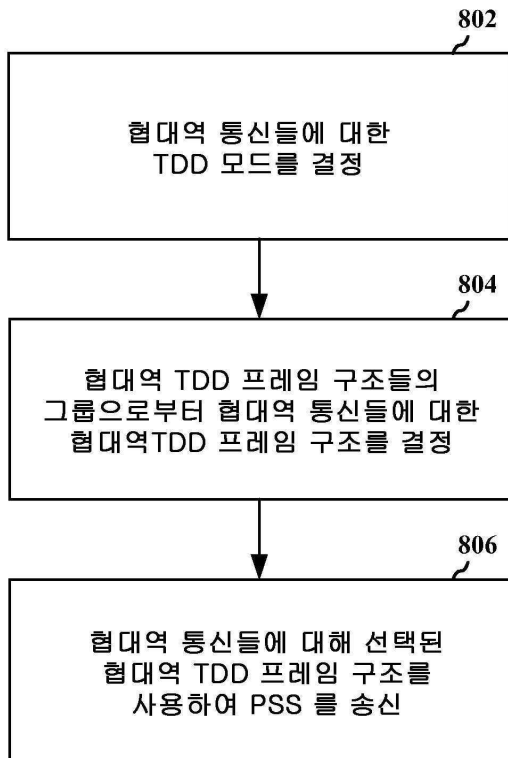 802
협대역 통신들에 대한
TDD 모드를 결정
804
협대역 TDD 프레임 구조들의
그룹으로부터 협대역 통신들에 대한
협대역TDD 프레임 구조를 결정
806
협대역 통신들에 대해 선택된
협대역 TDD 프레임 구조를
사용하여 PSS 를 송신